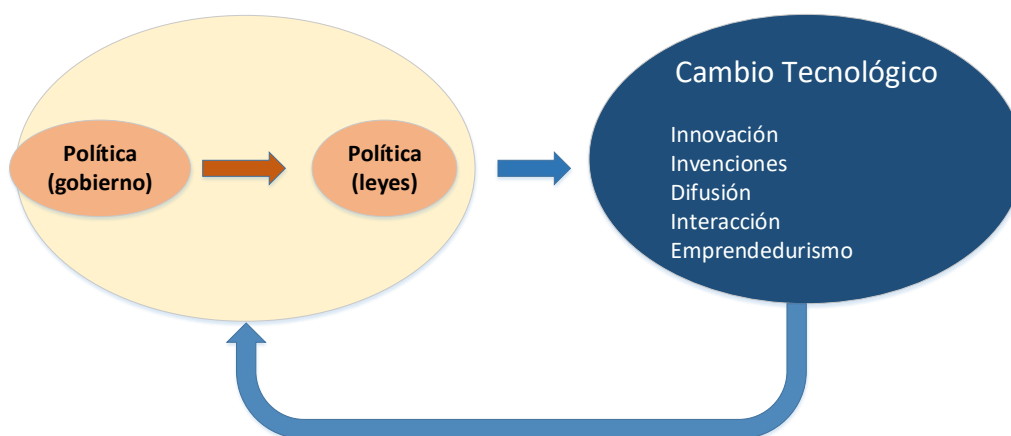 Política
(gobierno)
Política
(leyes)
Cambio Tecnológico
Innovación
Invenciones
Difusión
Interacción
Emprendedurismo